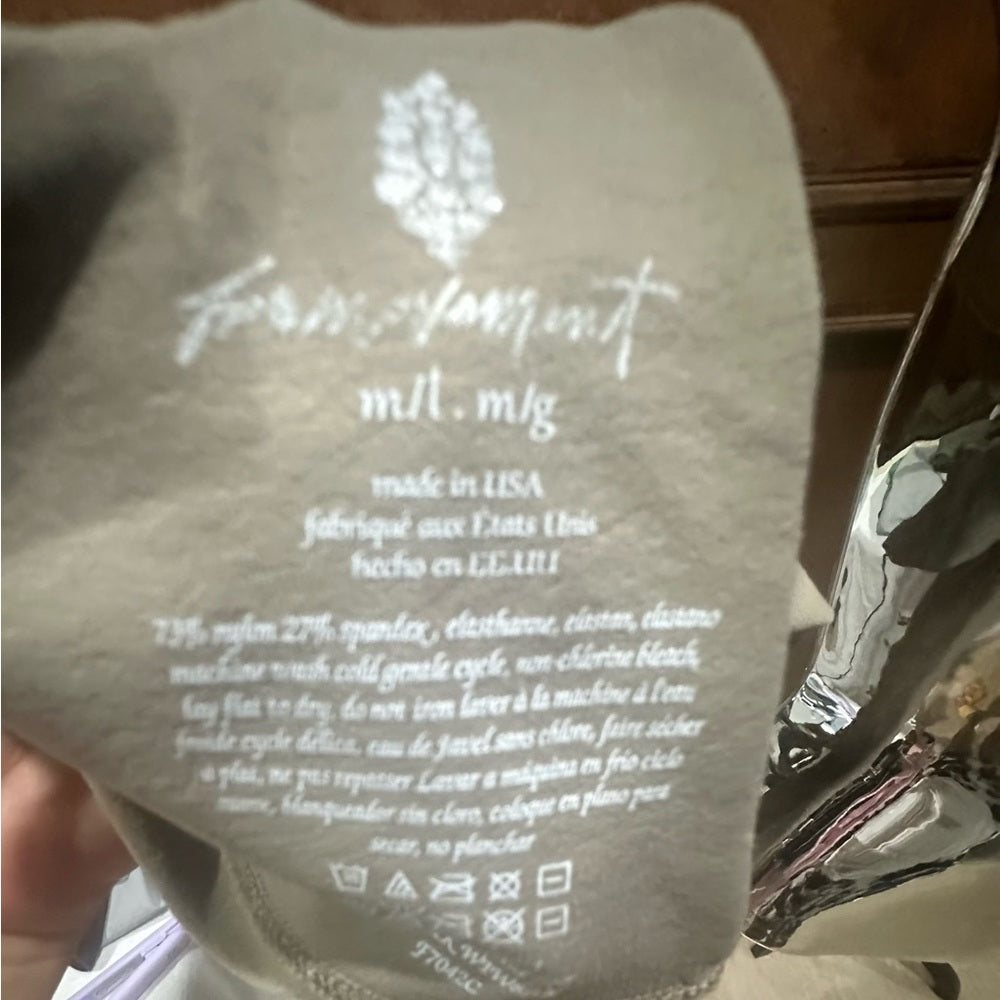 free people movement
m/l . m/g
made in USA
fabriqué aux États Unis
hecho en EE.UU
73% nylon 27% spandex, élasthanne, elastan, elastano
machine wash cold gentle cycle, non-chlorine bleach,
lay flat to dry, do not iron laver à la machine à l'eau
froide cycle délicat, eau de Javel sans chlore, faire sécher
a plat, ne pas repasser Lavar a máquina en frío ciclo
suave, blanqueador sin cloro, coloque en plano para
secar, no planchar